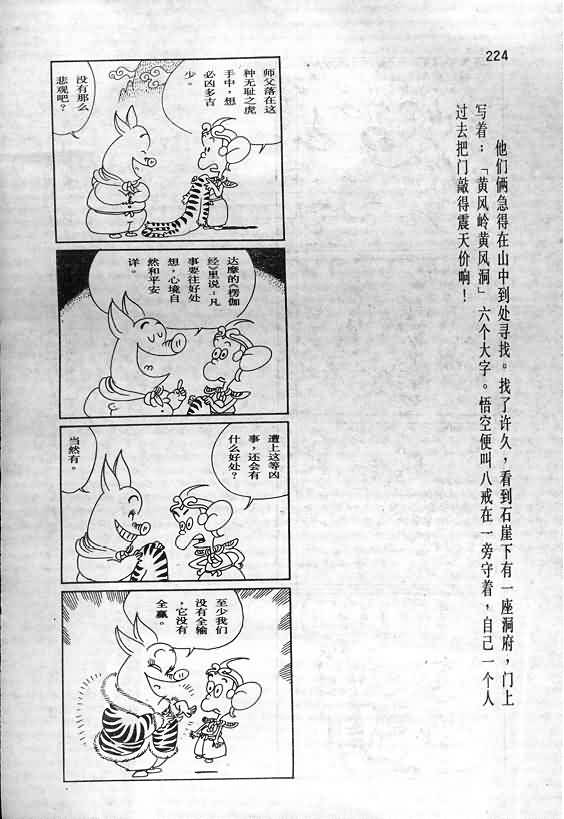 224
他们俩急得在山中到处寻找。找了许久，看到石崖下有一座洞府，门上
写着：「黄风岭黄风洞」六个大字。悟空便叫八戒在一旁守着，自己一个人
过去把门敲得震天价响！
师父落在这
种无耻之虎
手中，想
必凶多吉
少。
没有那么
悲观吧？
达摩的《楞伽
经》里说：凡
事要往好处
想，心境自
然和平安
详。
遭上这等凶
事，还会有
什么好处？
当然有。
至少我们
没有全输
，它没有
全赢。